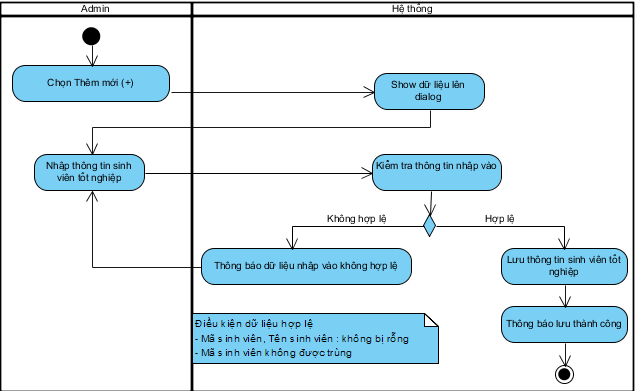 Admin
Hệ thống
Chọn Thêm mới (+)
Show dữ liệu lên
dialog
Nhập thông tin sinh
viên tốt nghiệp
Kiểm tra thông tin nhập vào
Không hợp lệ
Hợp lệ
Thông báo dữ liệu nhập vào không hợp lệ
Lưu thông tin sinh viên tốt
nghiệp
Điều kiện dữ liệu hợp lệ
- Mã sinh viên, Tên sinh viên : không bị rỗng
- Mã sinh viên không được trùng
Thông báo lưu thành công